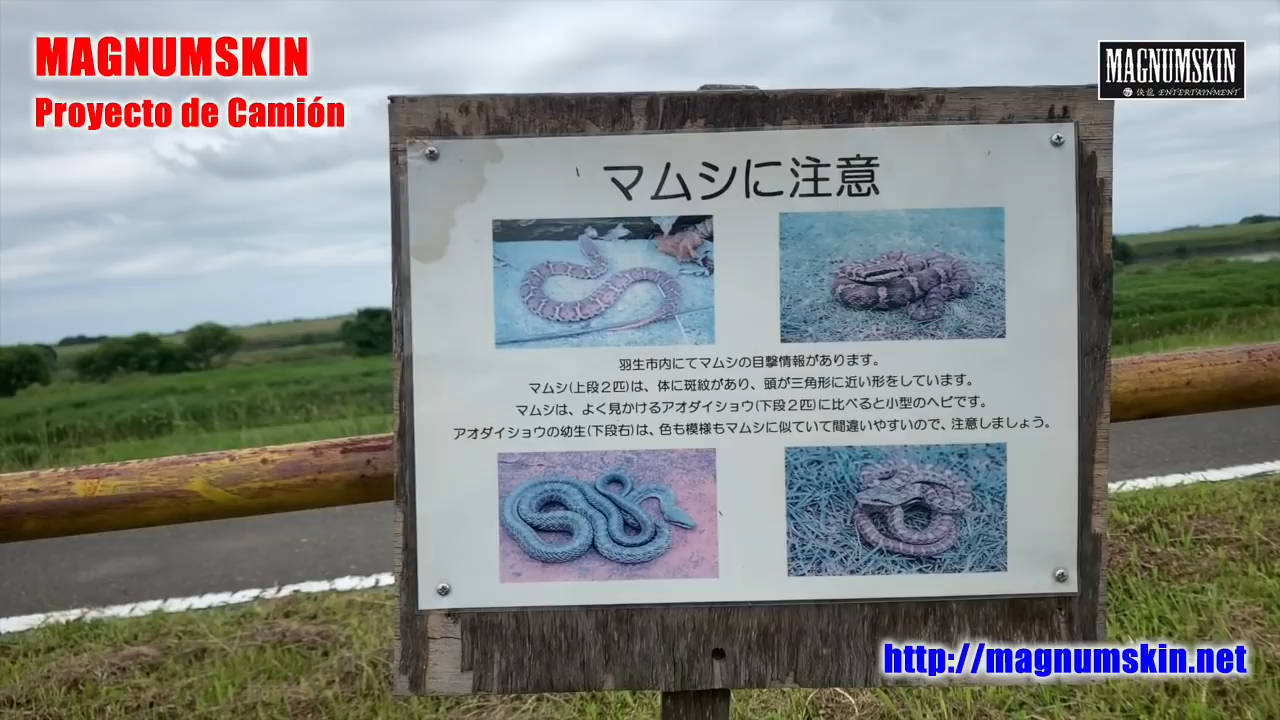 MAGNUMSKIN
Proyecto de Camión
MAGNUMSKIN
侠龍 ENTERTAINMENT
マムシに注意
羽生市内にてマムシの目撃情報があります。
マムシ(上段2匹)は、体に斑紋があり、頭が三角形に近い形をしています。
マムシは、よく見かけるアオダイショウ(下段2匹)に比べると小型のヘビです。
アオダイショウの幼生(下段右)は、色も模様もマムシに似ていて間違いやすいので、注意しましょう。
http://magnumskin.net